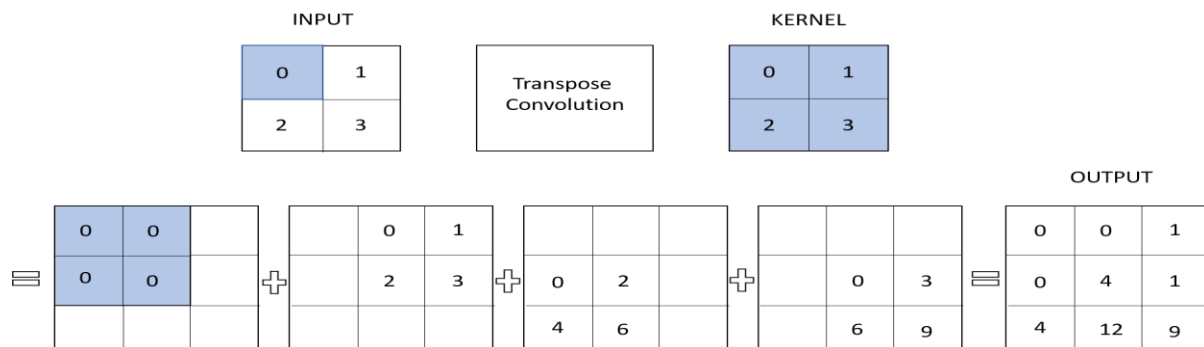 INPUT KERNEL
0 1 Transpose Convolution 0 1
2 3 2 3
OUTPUT
0 0 0 1 0 0 1
= 0 0 + 2 3 + 0 2 + 0 3 = 0 4 1
4 6 6 9 4 12 9